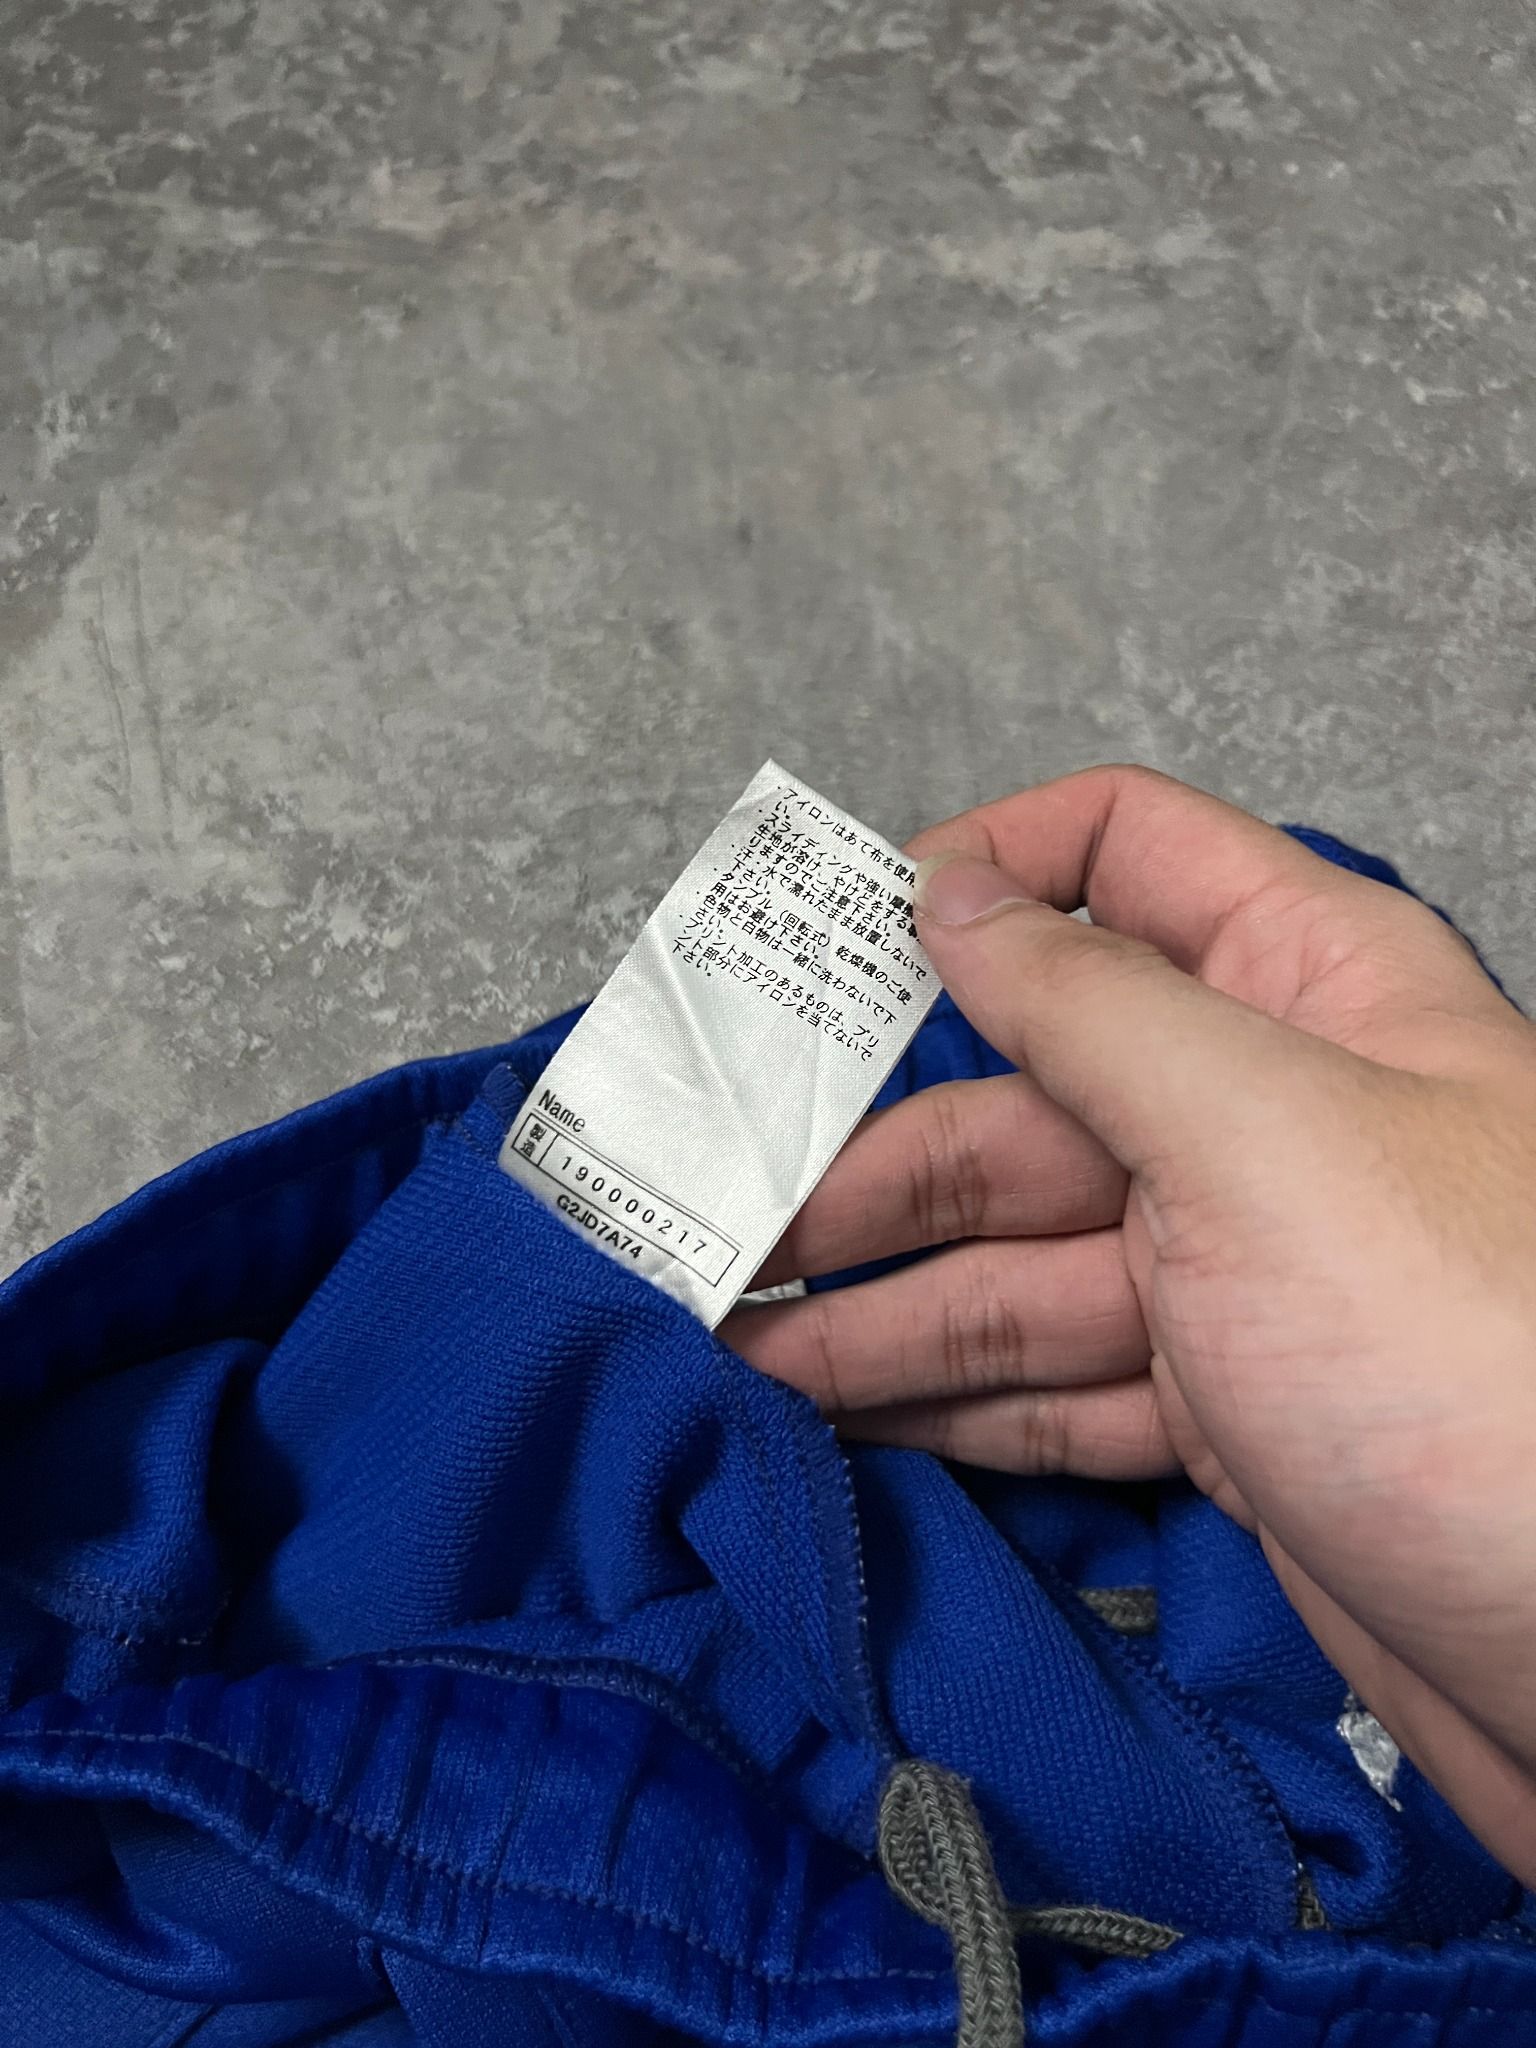 ・アイロンはあて布を使用
い。
・スライディングや強い摩擦
生地が溶け、やけどをする
りますのでご注意下さい。
・汗・水で濡れたまま放置しないで
下さい。
・タンブル(回転式)乾燥機のご使
用はお避け下さい。
・色物と白物は一緒に洗わないで下
さい。
・プリント加工のあるものは、プリ
ント部分にアイロンを当てないで
下さい。
Name
製造 190000217
G2JD7A74